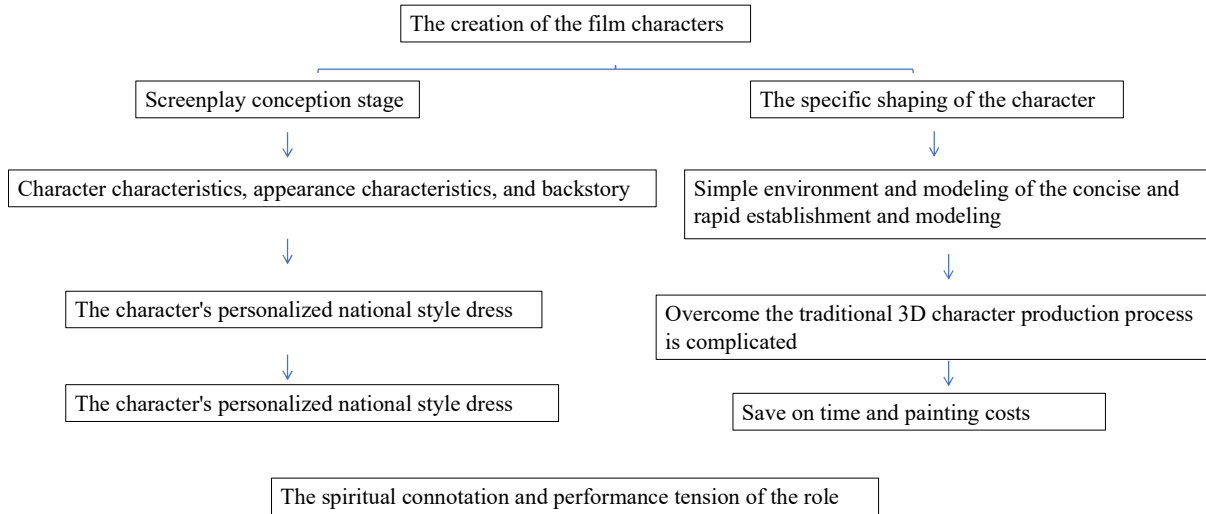 The creation of the film characters
Screenplay conception stage
The specific shaping of the character
Character characteristics, appearance characteristics, and backstory
Simple environment and modeling of the concise and
rapid establishment and modeling
The character's personalized national style dress
Overcome the traditional 3D character production process
is complicated
The character's personalized national style dress
Save on time and painting costs
The spiritual connotation and performance tension of the role